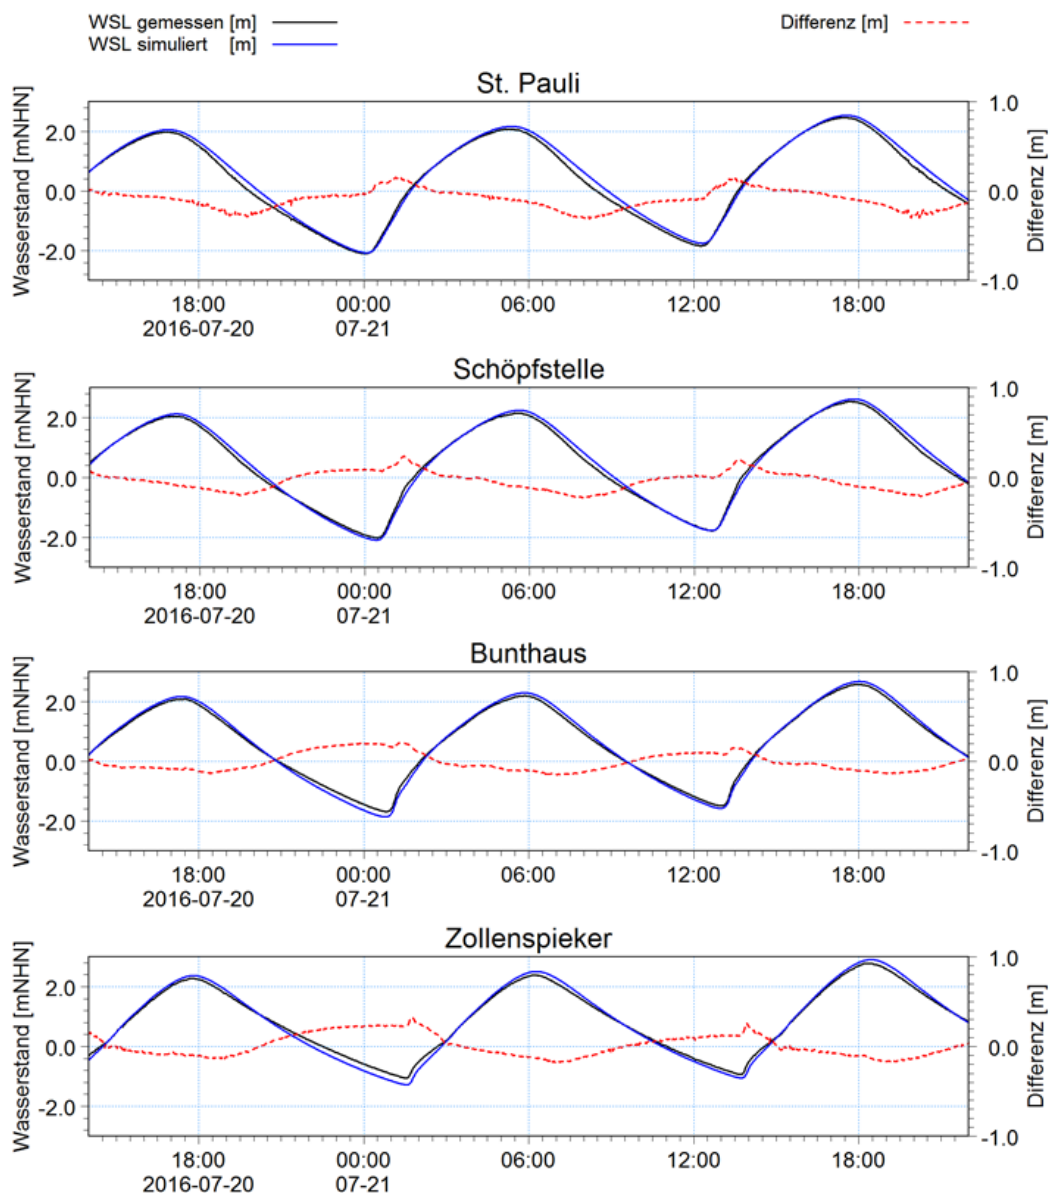 WSL gemessen [m]
WSL simuliert [m]
Differenz [m]
St. Pauli
Wasserstand [mNHN]
2.0
0.0
-2.0
1.0
0.0
-1.0
Differenz [m]
18:00 00:00 06:00 12:00 18:00
2016-07-20 07-21
Schöpfstelle
Wasserstand [mNHN]
2.0
0.0
-2.0
1.0
0.0
-1.0
Differenz [m]
18:00 00:00 06:00 12:00 18:00
2016-07-20 07-21
Bunthaus
Wasserstand [mNHN]
2.0
0.0
-2.0
1.0
0.0
-1.0
Differenz [m]
18:00 00:00 06:00 12:00 18:00
2016-07-20 07-21
Zollenspieker
Wasserstand [mNHN]
2.0
0.0
-2.0
1.0
0.0
-1.0
Differenz [m]
18:00 00:00 06:00 12:00 18:00
2016-07-20 07-21